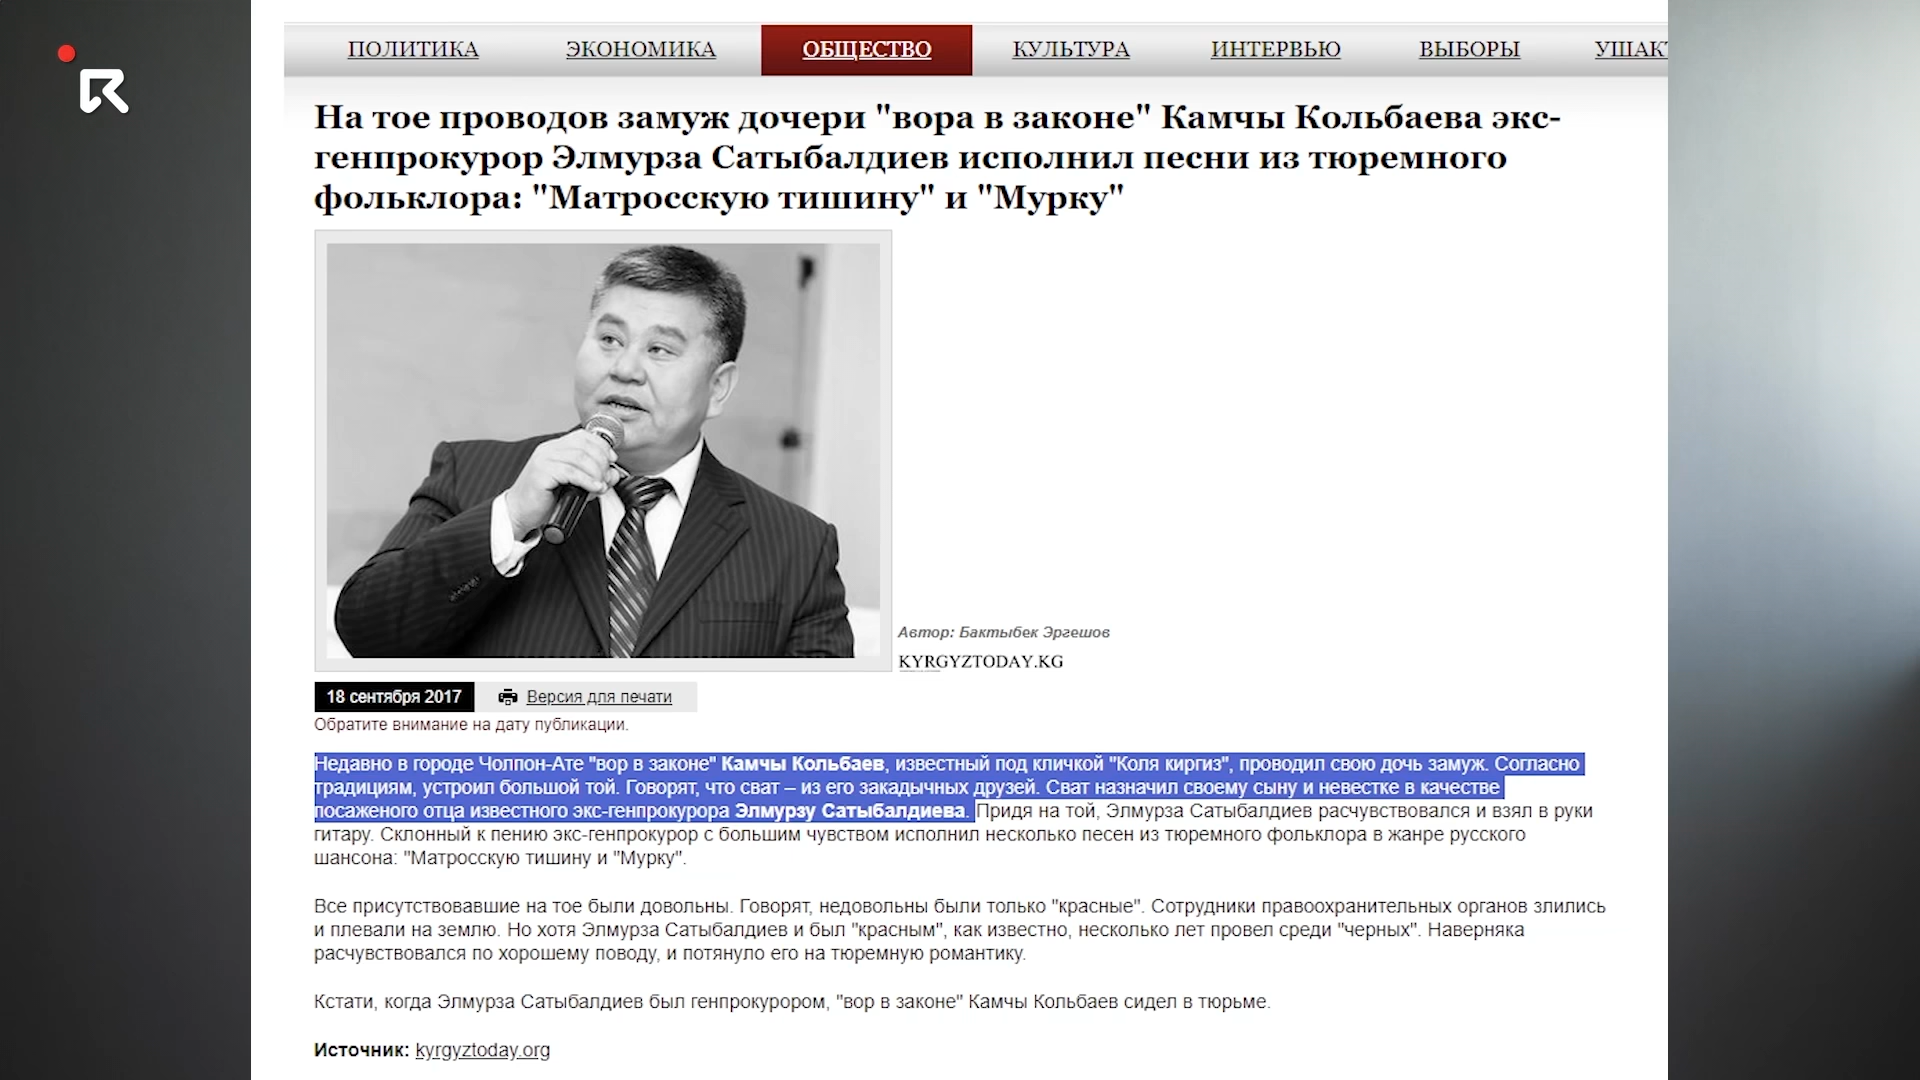 ПОЛИТИКА ЭКОНОМИКА ОБЩЕСТВО КУЛЬТУРА ИНТЕРВЬЮ ВЫБОРЫ УШАКТ
На тое проводов замуж дочери "вора в законе" Камчы Кольбаева экс-
генпрокурор Элмурза Сатыбалдиев исполнил песни из тюремного
фольклора: "Матросскую тишину" и "Мурку"
Автор: Бактыбек Эргешов
KYRGYZTODAY.KG
18 сентября 2017 Версия для печати
Обратите внимание на дату публикации.
Недавно в городе Чолпон-Ате "вор в законе" Камчы Кольбаев, известный под кличкой "Коля киргиз", проводил свою дочь замуж. Согласно
традициям, устроил большой той. Говорят, что сват – из его закадычных друзей. Сват назначил своему сыну и невестке в качестве
посаженого отца известного экс-генпрокурора Элмурзу Сатыбалдиева. Придя на той, Элмурза Сатыбалдиев расчувствовался и взял в руки
гитару. Склонный к пению экс-генпрокурор с большим чувством исполнил несколько песен из тюремного фольклора в жанре русского
шансона: "Матросскую тишину и "Мурку".
Все присутствовавшие на тое были довольны. Говорят, недовольны были только "красные". Сотрудники правоохранительных органов злились
и плевали на землю. Но хотя Элмурза Сатыбалдиев и был "красным", как известно, несколько лет провел среди "черных". Наверняка
расчувствовался по хорошему поводу, и потянуло его на тюремную романтику.
Кстати, когда Элмурза Сатыбалдиев был генпрокурором, "вор в законе" Камчы Кольбаев сидел в тюрьме.
Источник: kyrgyztoday.org